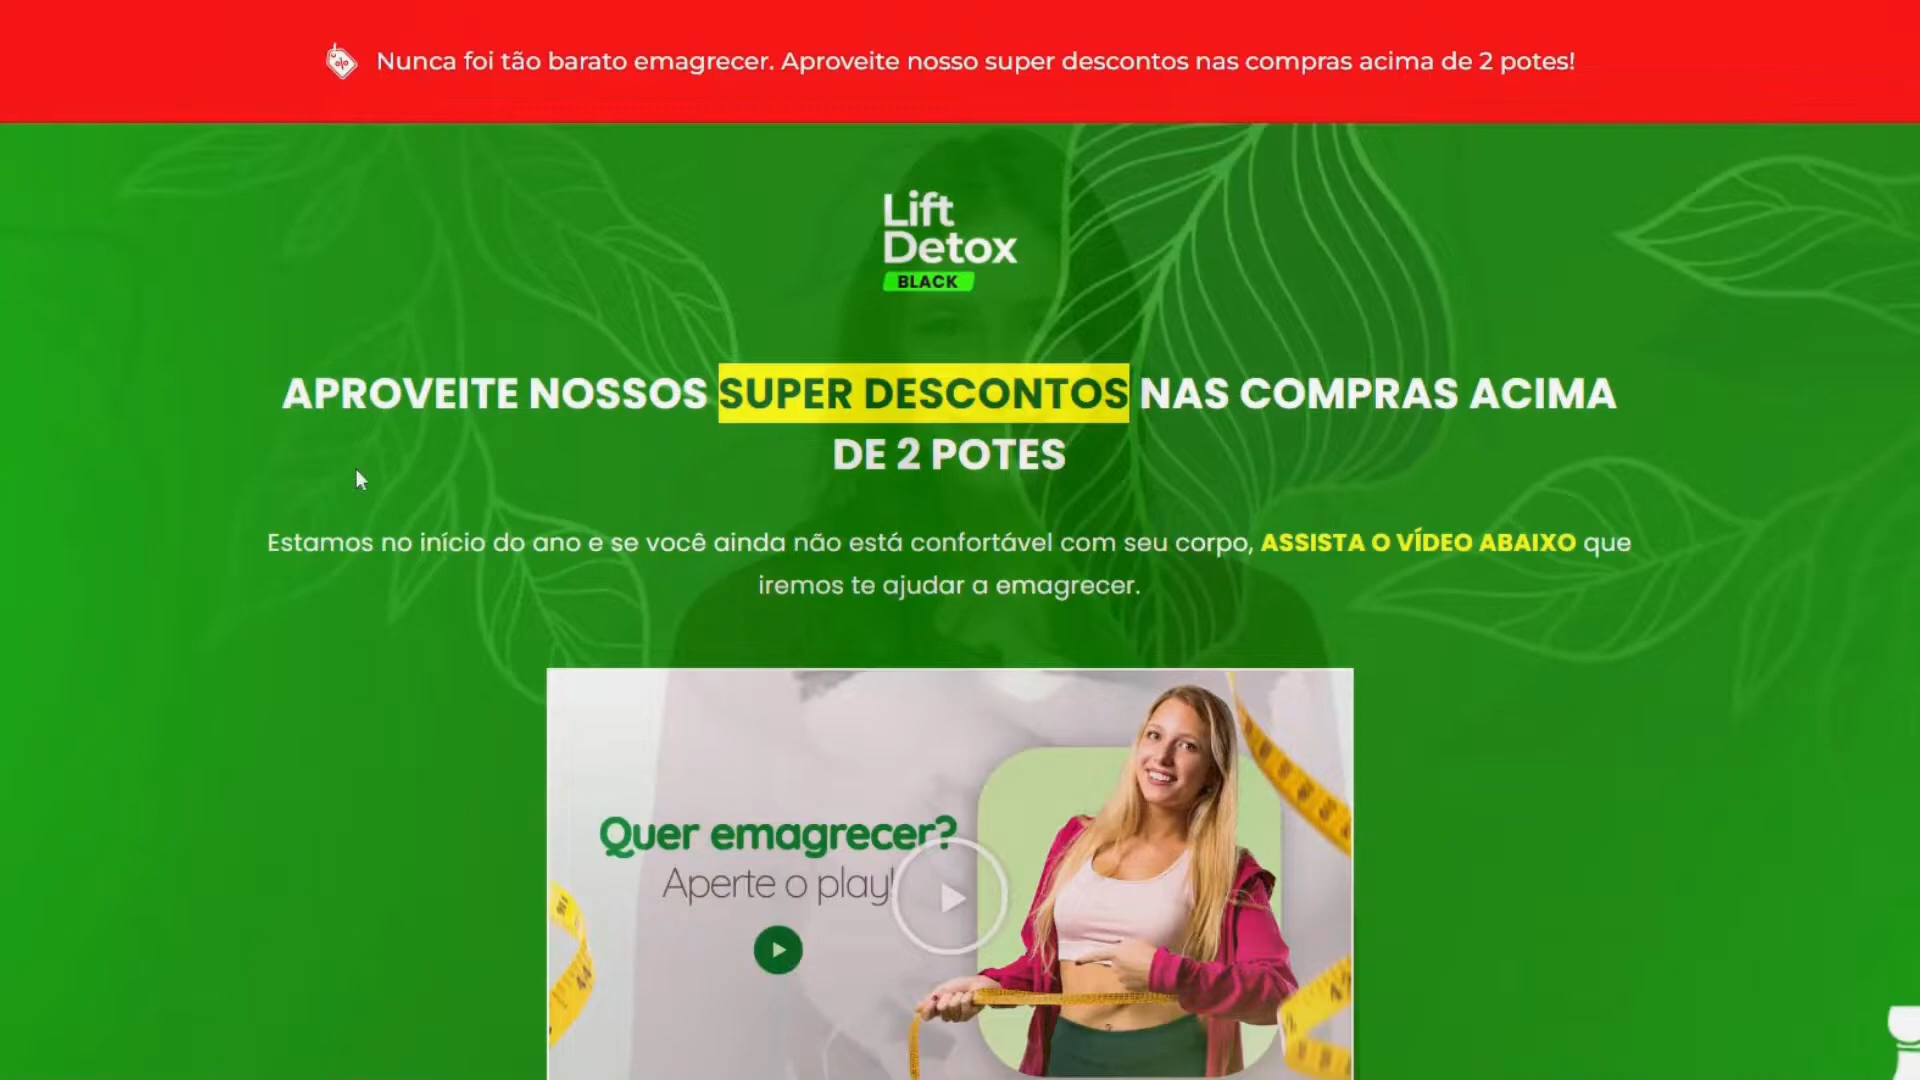 Nunca foi tão barato emagrecer. Aproveite nosso super descontos nas compras acima de 2 potes!
Lift
Detox
BLACK
APROVEITE NOSSOS SUPER DESCONTOS NAS COMPRAS ACIMA
DE 2 POTES
Estamos no início do ano e se você ainda não está confortável com seu corpo, ASSISTA O VÍDEO ABAIXO que
iremos te ajudar a emagrecer.
Quer emagrecer?
Aperte o play!